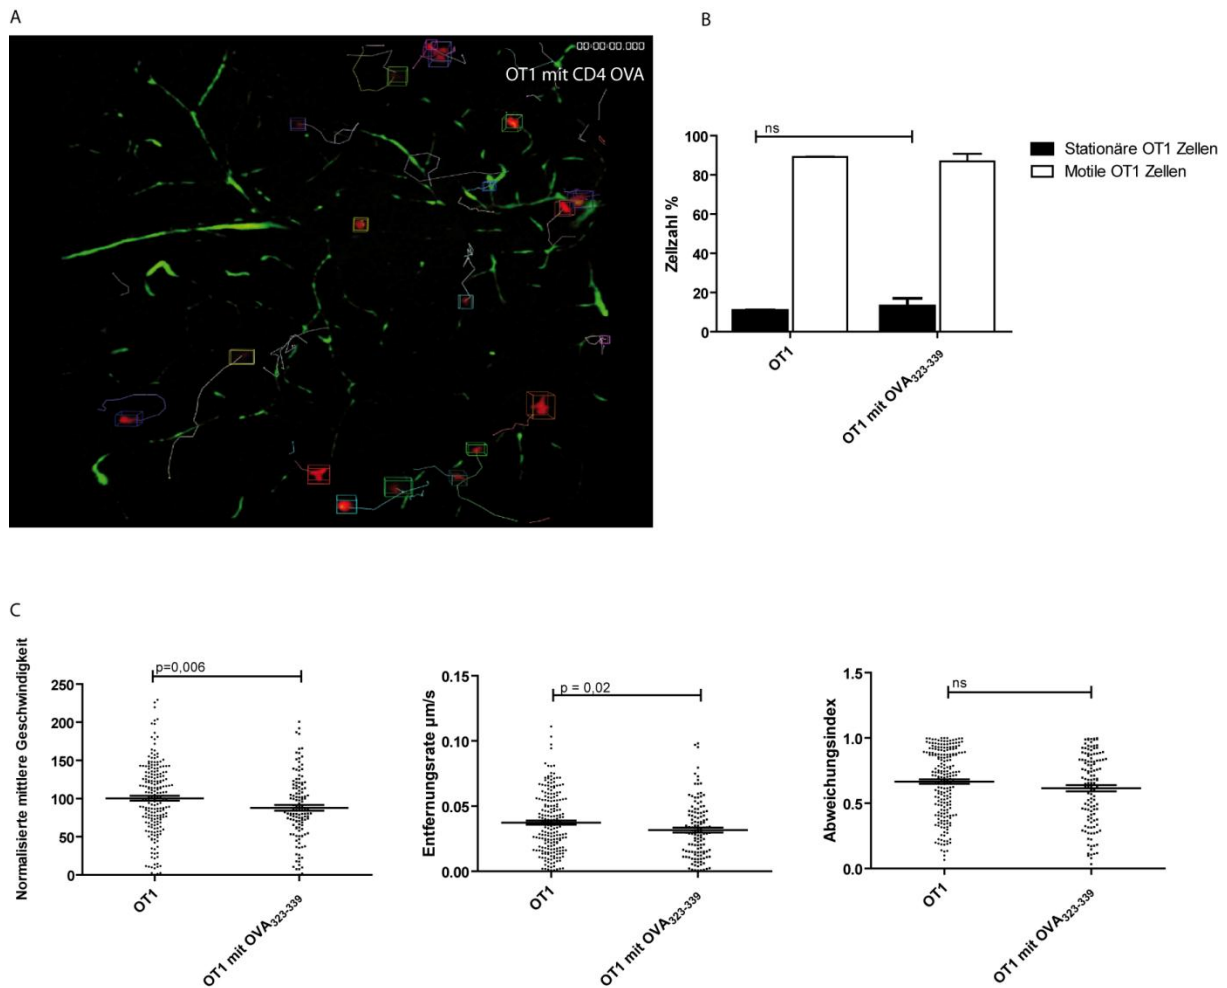 A
00:00:00.000
OT1 mit CD4 OVA
B
ns
100
80
60
40
20
0
Zellzahl %
OT1
OT1 mit OVA323-339
Stationäre OT1 Zellen
Motile OT1 Zellen
C
Normalisierte mittlere Geschwindigkeit
p=0,006
250
200
150
100
50
0
OT1
OT1 mit OVA323-339
Entfernungsrate µm/s
p = 0,02
0.15
0.10
0.05
0.00
OT1
OT1 mit OVA323-339
Abweichungsindex
ns
1.5
1.0
0.5
0.0
OT1
OT1 mit OVA323-339